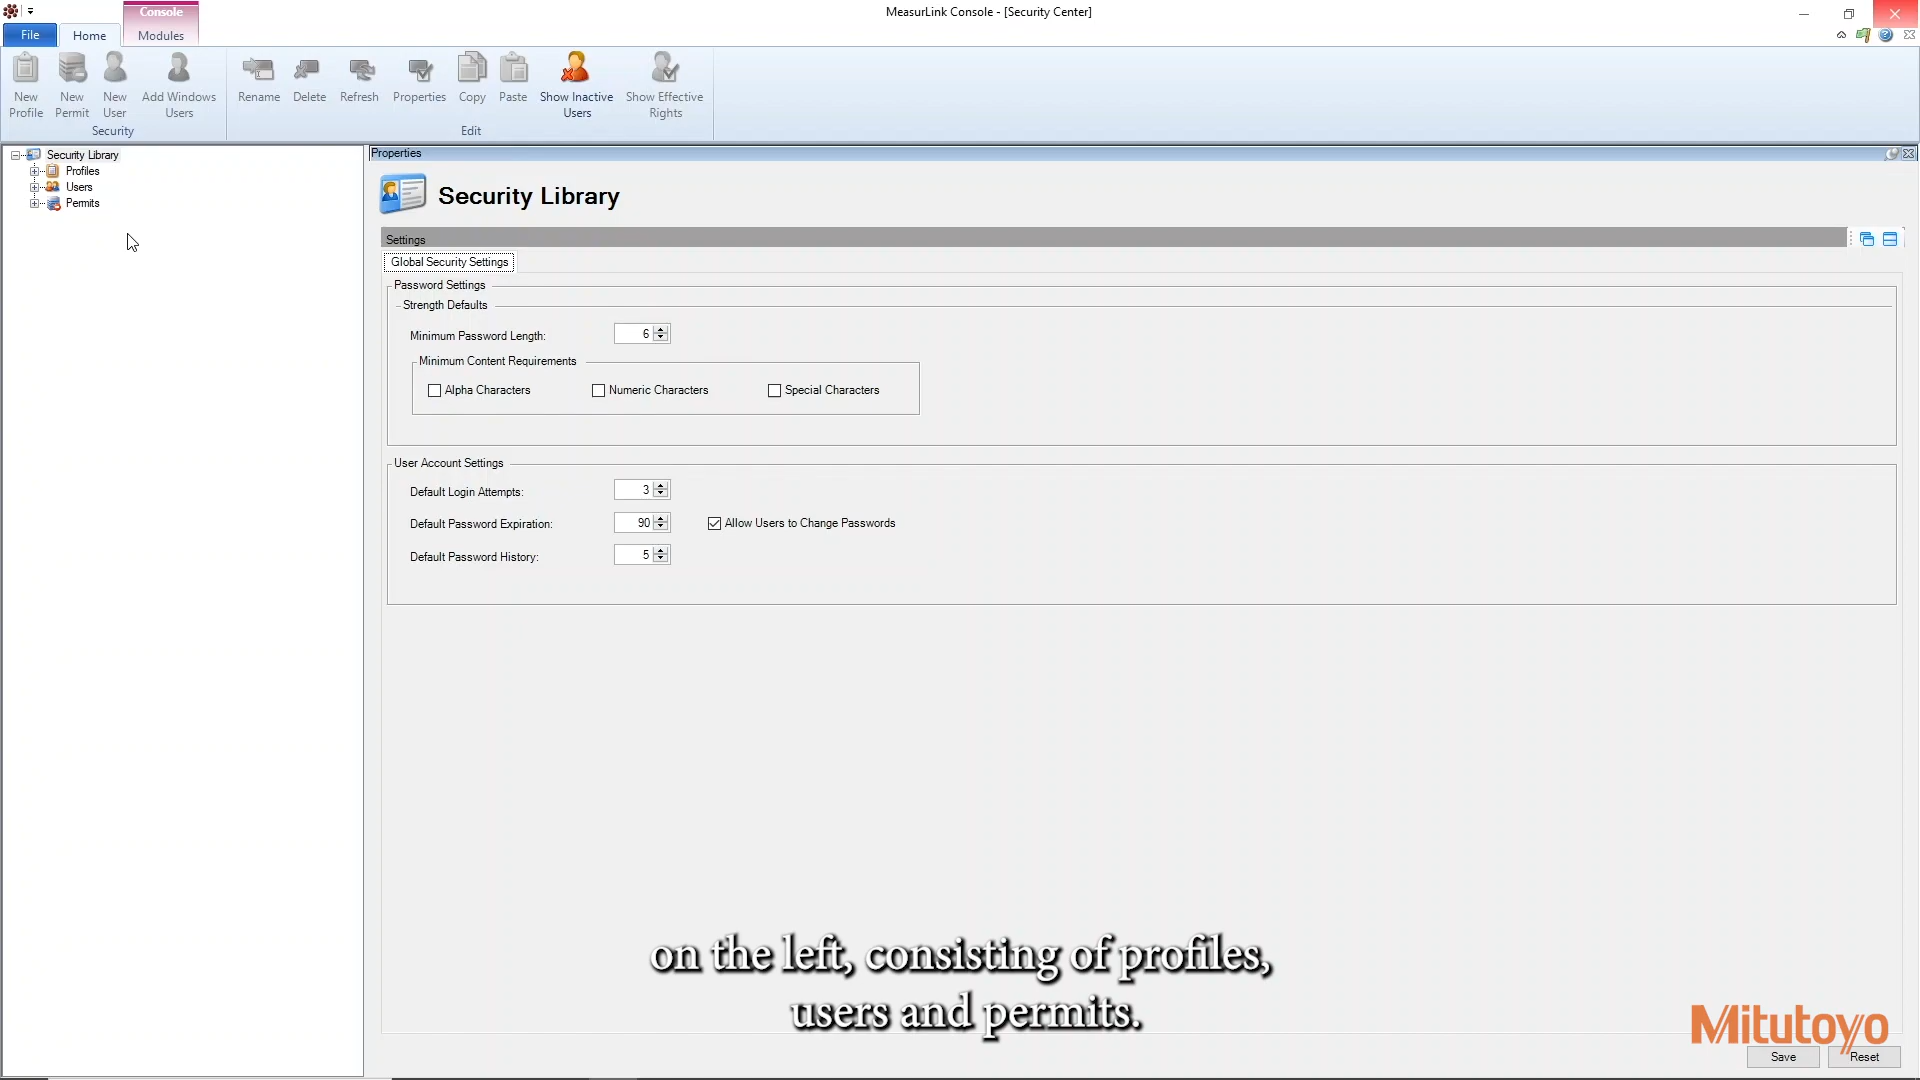 Console
MeasurLink Console - [Security Center]
File
Home
Modules
New Profile
New Permit
New User
Add Windows Users
Security
Rename
Delete
Refresh
Properties
Copy
Paste
Show Inactive Users
Show Effective Rights
Edit
Security Library
Profiles
Users
Permits
Properties
Security Library
Settings
Global Security Settings
Password Settings
Strength Defaults
Minimum Password Length: 6
Minimum Content Requirements
Alpha Characters Numeric Characters Special Characters
User Account Settings
Default Login Attempts: 3
Default Password Expiration: 90 Allow Users to Change Passwords
Default Password History: 5
on the left, consisting of profiles,
users and permits.
Mitutoyo
Save Reset